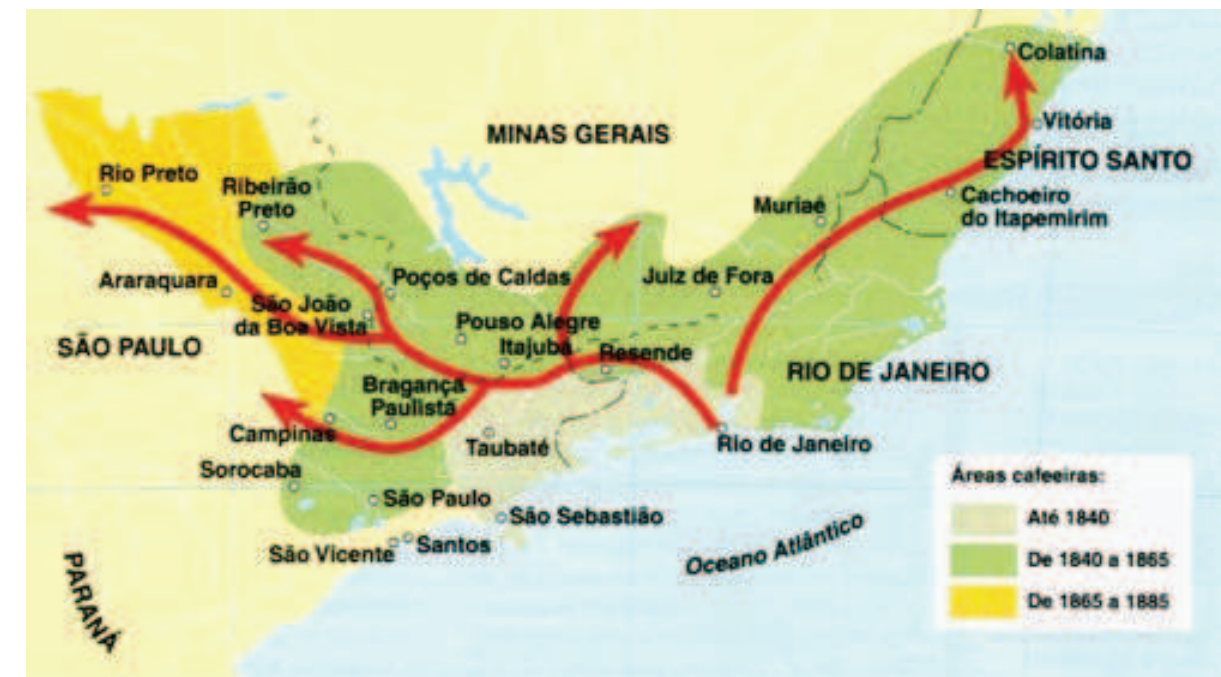 Colatina
MINAS GERAIS
Vitória
ESPÍRITO SANTO
Rio Preto
Ribeirão
Preto
Muriaé
Cachoeiro
do Itapemirim
Araraquara
Poços de Caldas
Juiz de Fora
São João
da Boa Vista
Pouso Alegre
SÃO PAULO
Itajubá
Resende
RIO DE JANEIRO
Bragança
Paulista
Campinas
Taubaté
Rio de Janeiro
Sorocaba
São Paulo
São Sebastião
São Vicente
Santos
Oceano Atlântico
PARANÁ
Áreas cafeeiras:
Até 1840
De 1840 a 1865
De 1865 a 1885